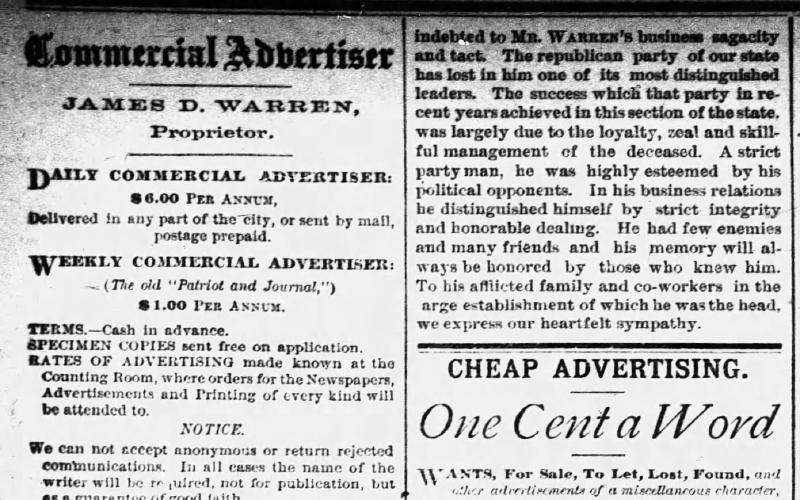 Commercial Advertiser
JAMES D. WARREN,
Proprietor.
DAILY COMMERCIAL ADVERTISER:
$6.00 PER ANNUM,
Delivered in any part of the city, or sent by mail,
postage prepaid.
WEEKLY COMMERCIAL ADVERTISER:
(The old "Patriot and Journal,")
$1.00 PER ANNUM.
TERMS.—Cash in advance.
SPECIMEN COPIES sent free on application.
RATES OF ADVERTISING made known at the
Counting Room, where orders for the Newspapers,
Advertisements and Printing of every kind will
be attended to.
NOTICE.
We can not accept anonymous or return rejected
communications. In all cases the name of the
writer will be required, not for publication, but
as a guarantee of good faith.
indebted to MR. WARREN'S business sagacity
and tact. The republican party of our state
has lost in him one of its most distinguished
leaders. The success which that party in re-
cent years achieved in this section of the state,
was largely due to the loyalty, zeal and skill-
ful management of the deceased. A strict
party man, he was highly esteemed by his
political opponents. In his business relations
he distinguished himself by strict integrity
and honorable dealing. He had few enemies
and many friends and his memory will al-
ways be honored by those who knew him.
To his afflicted family and co-workers in the
arge establishment of which he was the head,
we express our heartfelt sympathy.
CHEAP ADVERTISING.
One Cent a Word
WANTS, For Sale, To Let, Lost, Found, and
other advertisements of a miscellaneous character,